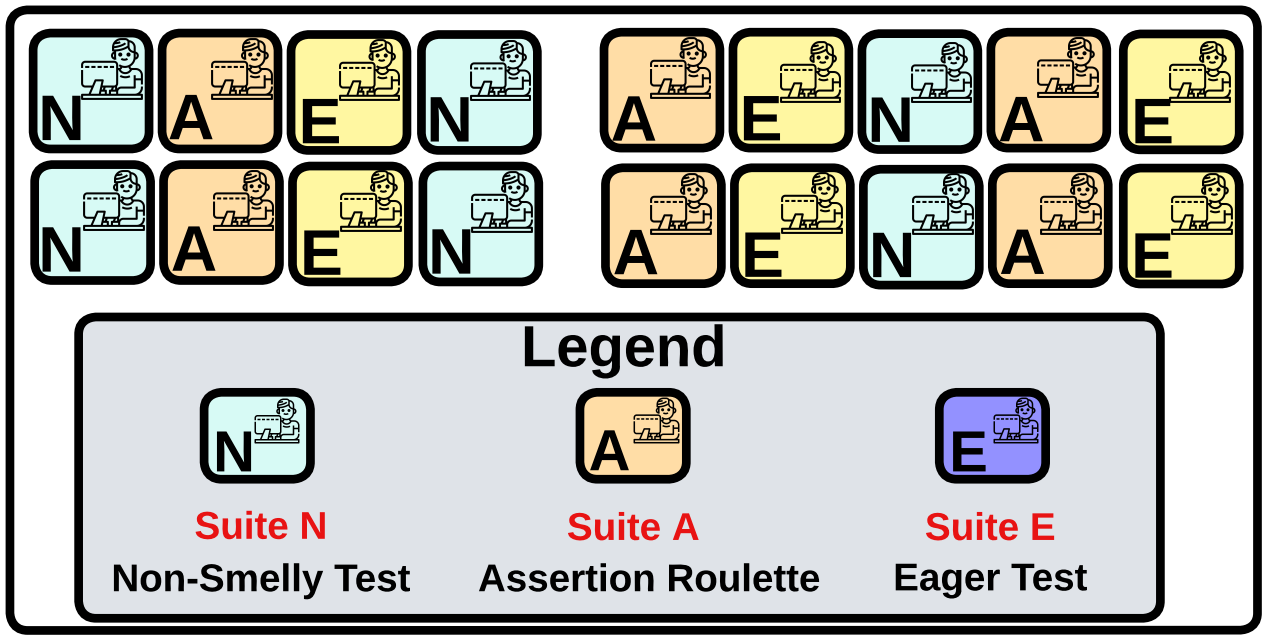 N A E N A E N A E
N A E N A E N A E
Legend
N A E
Suite N Suite A Suite E
Non-Smelly Test Assertion Roulette Eager Test